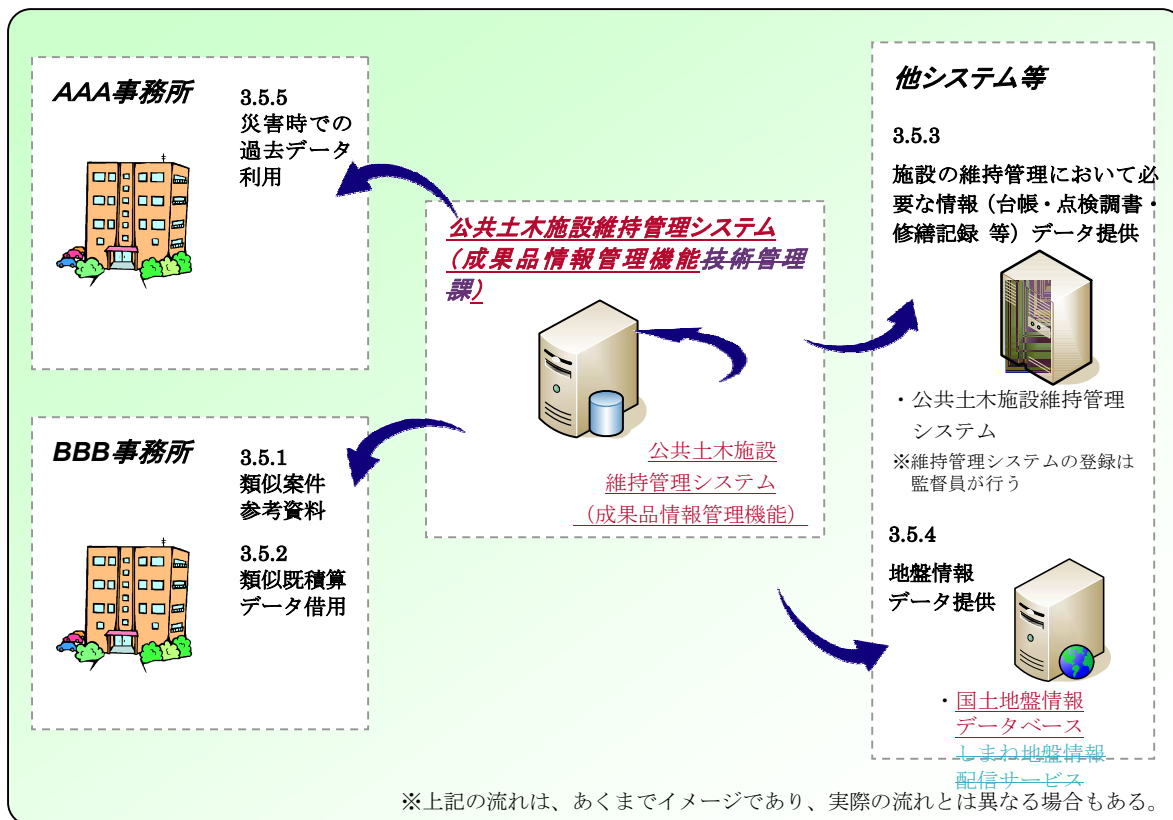 AAA事務所
3.5.5
災害時での
過去データ
利用
BBB事務所
3.5.1
類似案件
参考資料
3.5.2
類似既積算
データ借用
公共土木施設維持管理システム
（成果品情報管理機能技術管理
課）
公共土木施設
維持管理システム
（成果品情報管理機能）
他システム等
3.5.3
施設の維持管理において必
要な情報（台帳・点検調書・
修繕記録 等）データ提供
・公共土木施設維持管理
システム
※維持管理システムの登録は
監督員が行う
3.5.4
地盤情報
データ提供
・国土地盤情報
データベース
しまね地盤情報
配信サービス
※上記の流れは、あくまでイメージであり、実際の流れとは異なる場合もある。